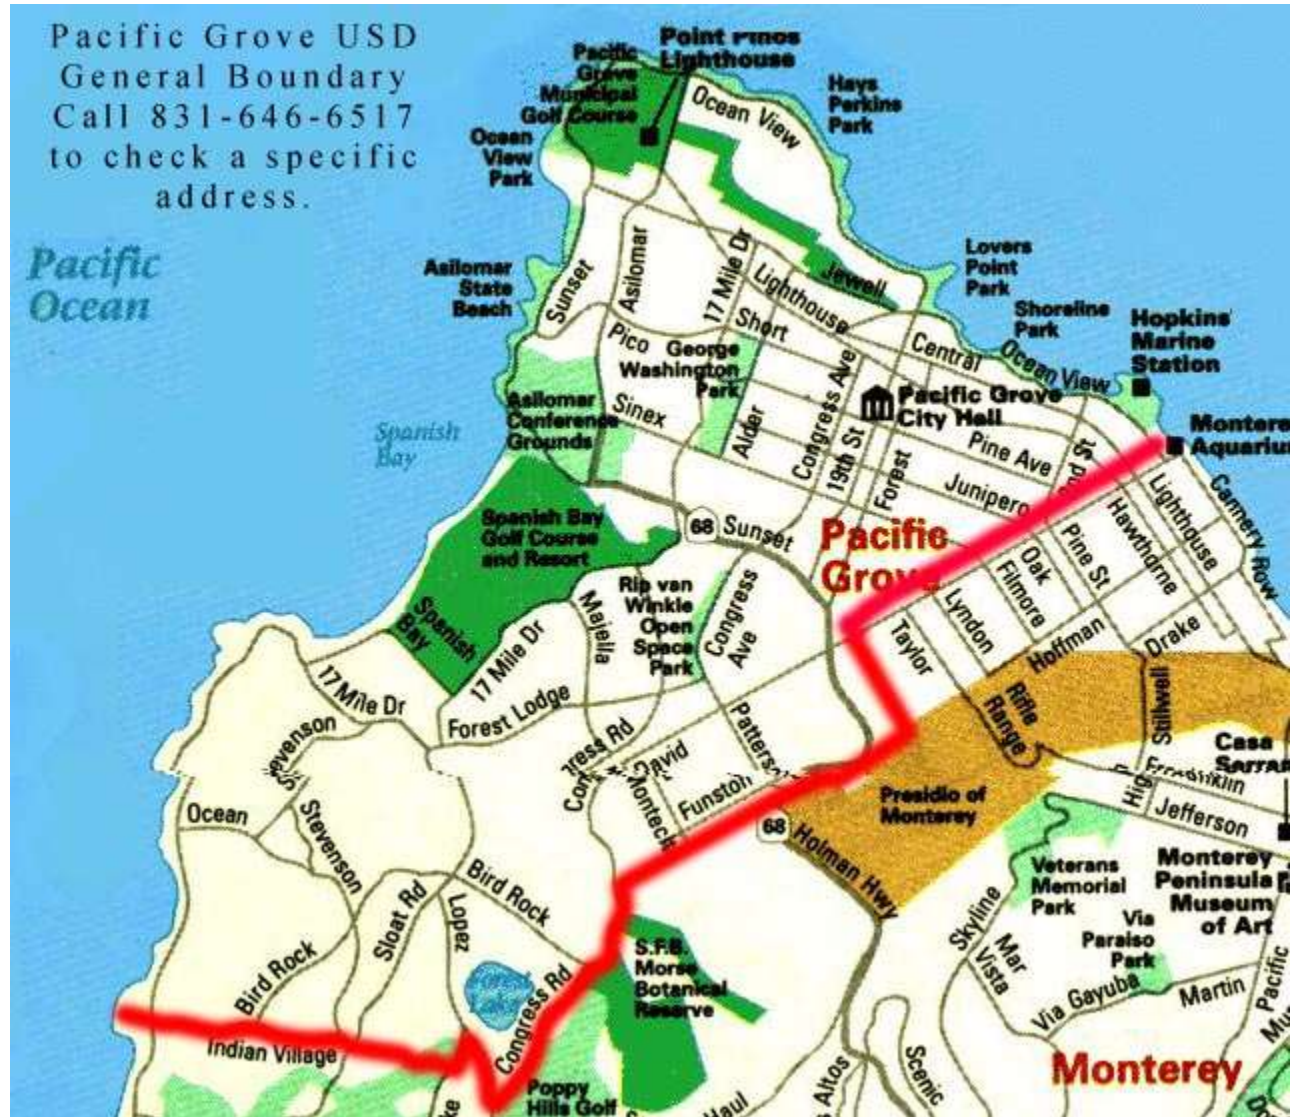 Pacific Grove USD
General Boundary
Call 831-646-6517
to check a specific
address.
Point Pinos
Lighthouse
Pacific
Grove
Municipal
Golf Course
Ocean View
Hays
Perkins
Park
Ocean
View
Park
Pacific
Ocean
Asilomar
State
Beach
Sunset
Asilomar
17 Mile Dr
Lighthouse
Jewell
Lovers
Point
Park
Shoreline
Park
Hopkins
Marine
Station
Pico
Short
George
Washington
Park
Central
Ocean View
Asilomar
Conference
Grounds
Sinex
Alder
Congress Ave
19th St
Forest
Pacific Grove
City Hall
Pine Ave
Junipero
St
Spanish
Bay
Aquarium
Lighthouse
Cannery Row
Hawthorne
Spanish Bay
Golf Course
and Resort
68
Sunset
Pacific
Grove
Oak
Pine St
Filmore
Lyndon
Taylor
Hoffman
Drake
Spanish
Bay
17 Mile Dr
Majella
Rip van
Winkle
Open
Space
Park
Congress
Ave
17 Mile Dr
Forest Lodge
Stevenson
Rifle
Range
Stillwell
Casa
David
Funston
Ocean
Stevenson
Presidio of
Monterey
68
Holman Hwy
Jefferson
Veterans
Memorial
Park
Monterey
Peninsula
Museum
of Art
Bird Rock
Sloat Rd
Lopez
Skyline
Mar
Vista
Via
Paraiso
Park
Bird Rock
Forest
Lake
Congress Rd
S.F.B.
Morse
Botanical
Reserve
Via Gayuba
Martin
Pacific
Indian Village
Poppy
Hills Golf
Altos
Scenic
Monterey
Haul